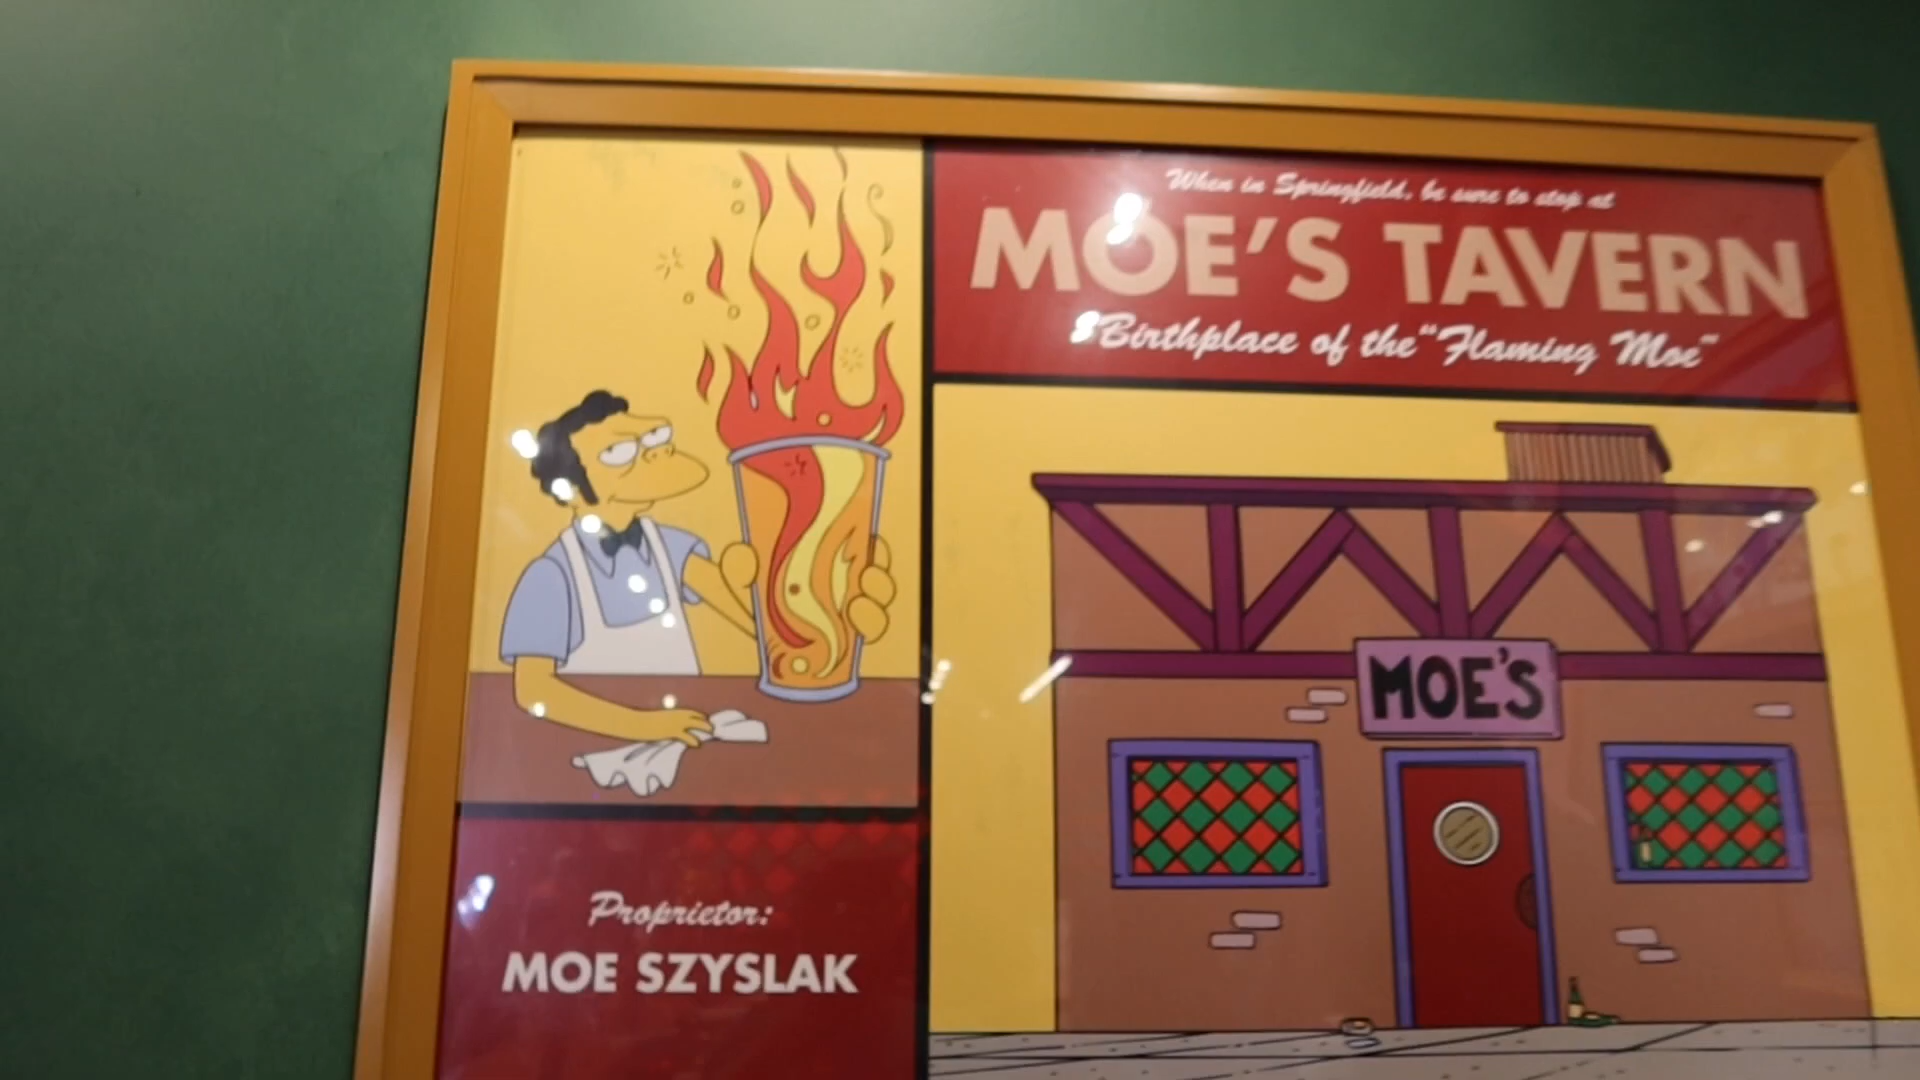 When in Springfield, be sure to stop at
MOE'S TAVERN
Birthplace of the "Flaming Moe"
MOE'S
Proprietor:
MOE SZYSLAK